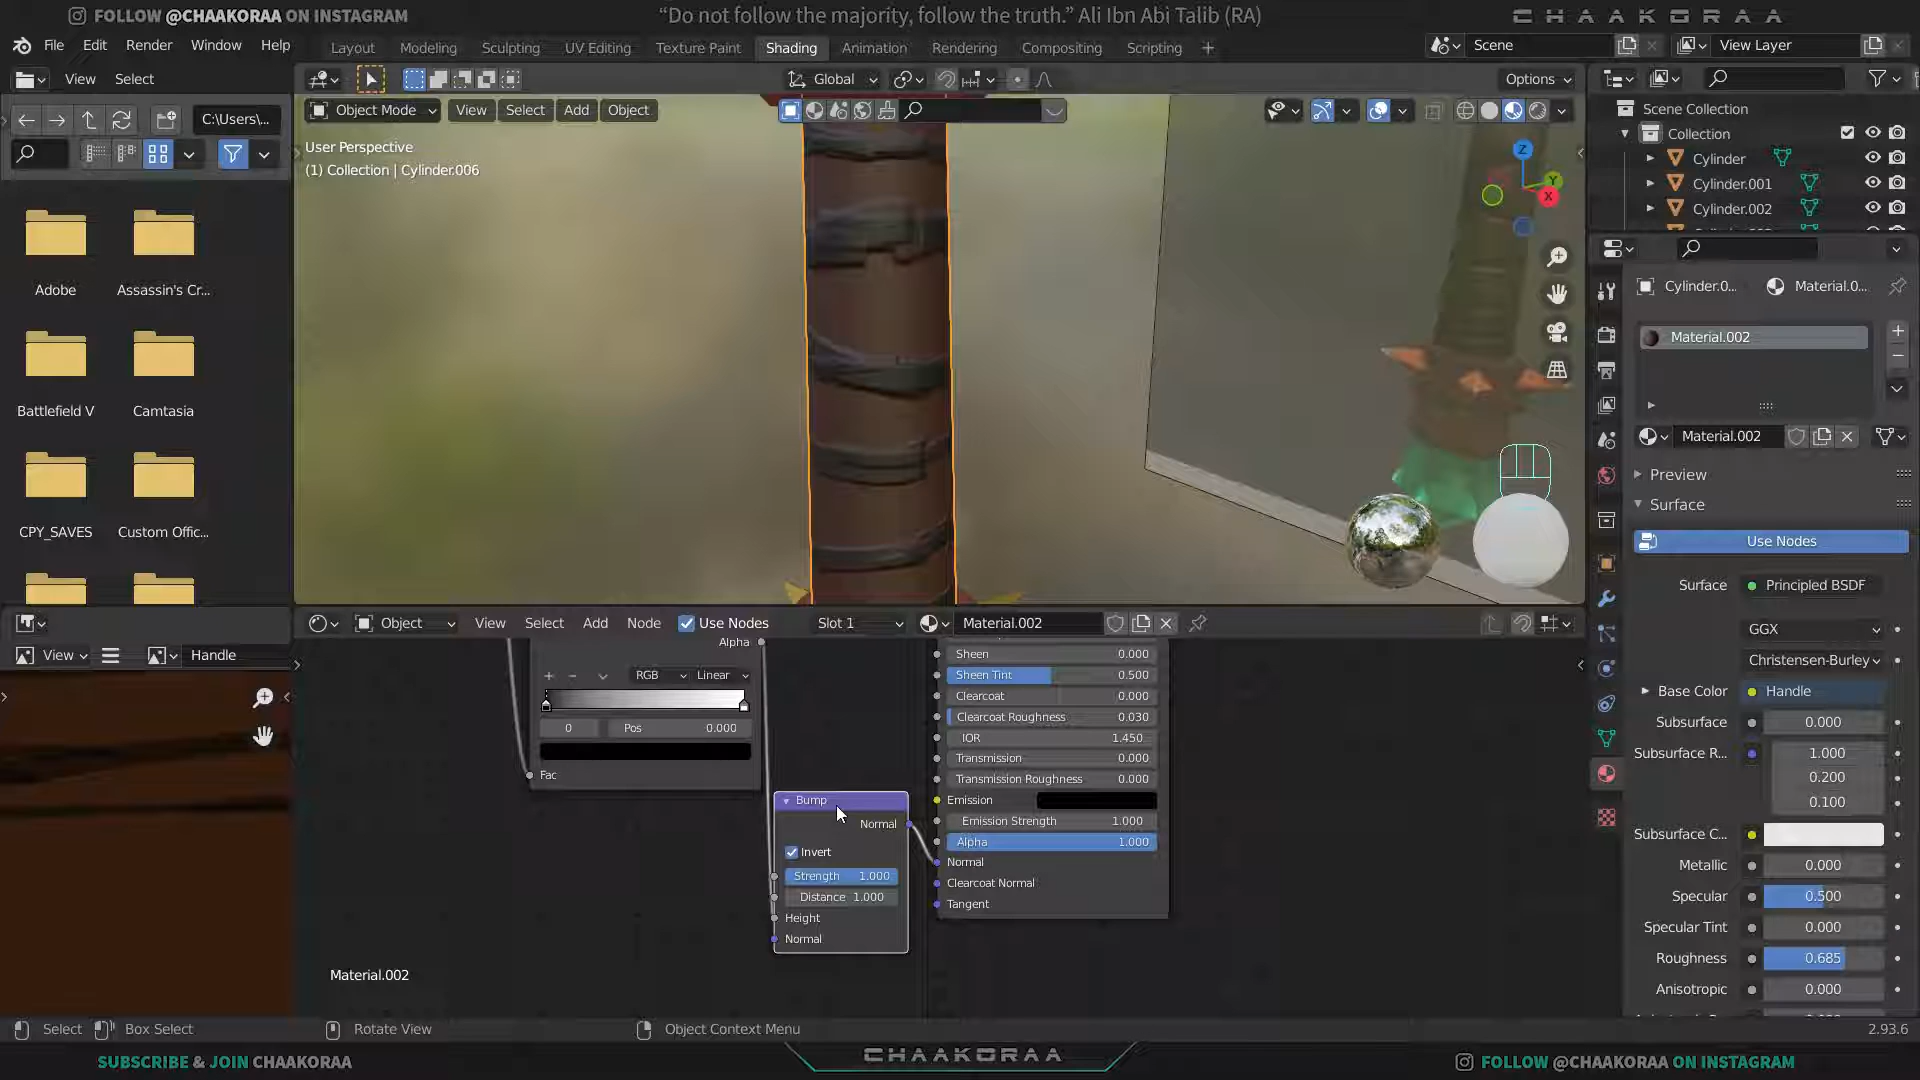 FOLLOW @CHAAKORAA ON INSTAGRAM
“Do not follow the majority, follow the truth.” Ali Ibn Abi Talib (RA)
CHAAKORAA
File Edit Render Window Help
Layout Modeling Sculpting UV Editing Texture Paint Shading Animation Rendering Compositing Scripting +
Scene
View Layer
View Select
Global
Options
C:\Users\...
Object Mode View Select Add Object
User Perspective
(1) Collection | Cylinder.006
Z
Y
X
Scene Collection
Collection
Cylinder
Cylinder.001
Cylinder.002
Adobe
Assassin's Cr...
Battlefield V
Camtasia
CPY_SAVES
Custom Offic...
Cylinder.0...
Material.0...
Material.002
Material.002
Preview
Surface
Use Nodes
Surface Principled BSDF
GGX
Christensen-Burley
Base Color Handle
Subsurface 0.000
Subsurface R... 1.000
0.200
0.100
Subsurface C...
Metallic 0.000
Specular 0.500
Specular Tint 0.000
Roughness 0.685
Anisotropic 0.000
Object View Select Add Node Use Nodes Slot 1 Material.002
View Handle
Alpha
RGB Linear
0 Pos 0.000
Fac
Bump
Normal
Invert
Strength 1.000
Distance 1.000
Height
Normal
Sheen 0.000
Sheen Tint 0.500
Clearcoat 0.000
Clearcoat Roughness 0.030
IOR 1.450
Transmission 0.000
Transmission Roughness 0.000
Emission
Emission Strength 1.000
Alpha 1.000
Normal
Clearcoat Normal
Tangent
Material.002
Select Box Select Rotate View Object Context Menu 2.93.6
SUBSCRIBE & JOIN CHAAKORAA
CHAAKORAA
FOLLOW @CHAAKORAA ON INSTAGRAM